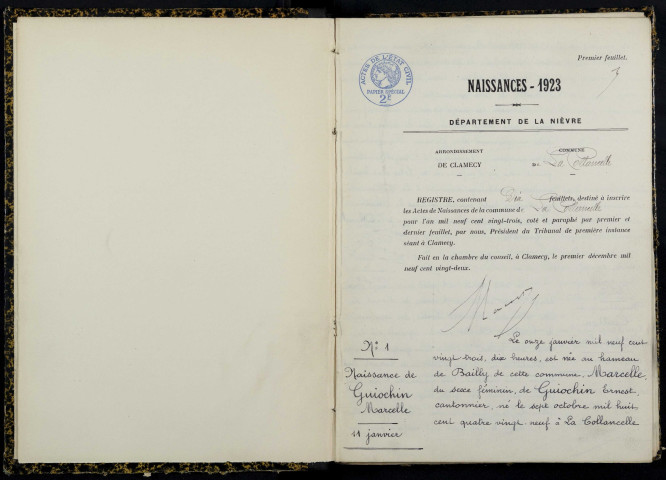 Premier feuillet.
ACTES DE L'ÉTAT CIVIL
PAPIER SPÉCIAL
2F
NAISSANCES - 1923
DÉPARTEMENT DE LA NIÈVRE
ARRONDISSEMENT
DE CLAMECY
COMMUNE
DE La Collancelle
REGISTRE, contenant Dix feuillets, destiné à inscrire
les Actes de Naissances de la commune de La Collancelle
pour l'an mil neuf cent vingt-trois, coté et paraphé par premier et
dernier feuillet, par nous, Président du Tribunal de première instance
séant à Clamecy.
Fait en la chambre du conseil, à Clamecy, le premier décembre mil
neuf cent vingt-deux.
N° 1
Naissance de
Guiochin
Marcelle
11 janvier
Le onze janvier mil neuf cent
vingt trois, dix heures, est née au hameau
de Bailly de cette commune, Marcelle,
du sexe féminin, de Guiochin Ernest,
cantonnier, né le sept octobre mil huit
cent quatre vingt neuf à La Collancelle